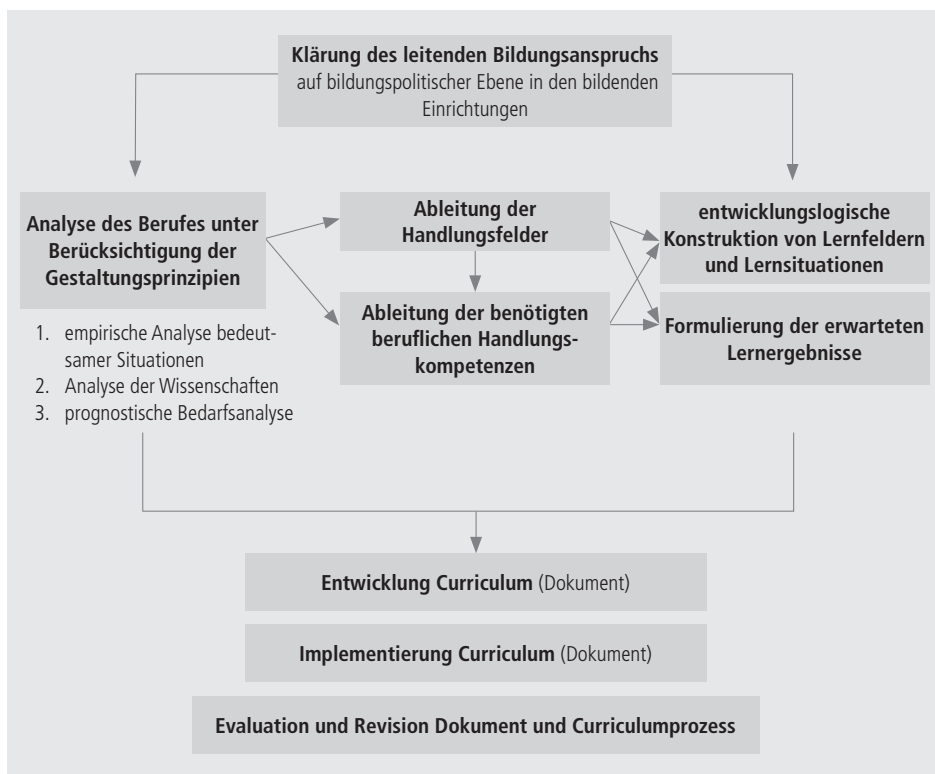 Klärung des leitenden Bildungsanspruchs
auf bildungspolitischer Ebene in den bildenden
Einrichtungen
Analyse des Berufes unter
Berücksichtigung der
Gestaltungsprinzipien
1. empirische Analyse bedeut-
samer Situationen
2. Analyse der Wissenschaften
3. prognostische Bedarfsanalyse
Ableitung der
Handlungsfelder
Ableitung der benötigten
beruflichen Handlungs-
kompetenzen
entwicklungslogische
Konstruktion von Lernfeldern
und Lernsituationen
Formulierung der erwarteten
Lernergebnisse
Entwicklung Curriculum (Dokument)
Implementierung Curriculum (Dokument)
Evaluation und Revision Dokument und Curriculumprozess